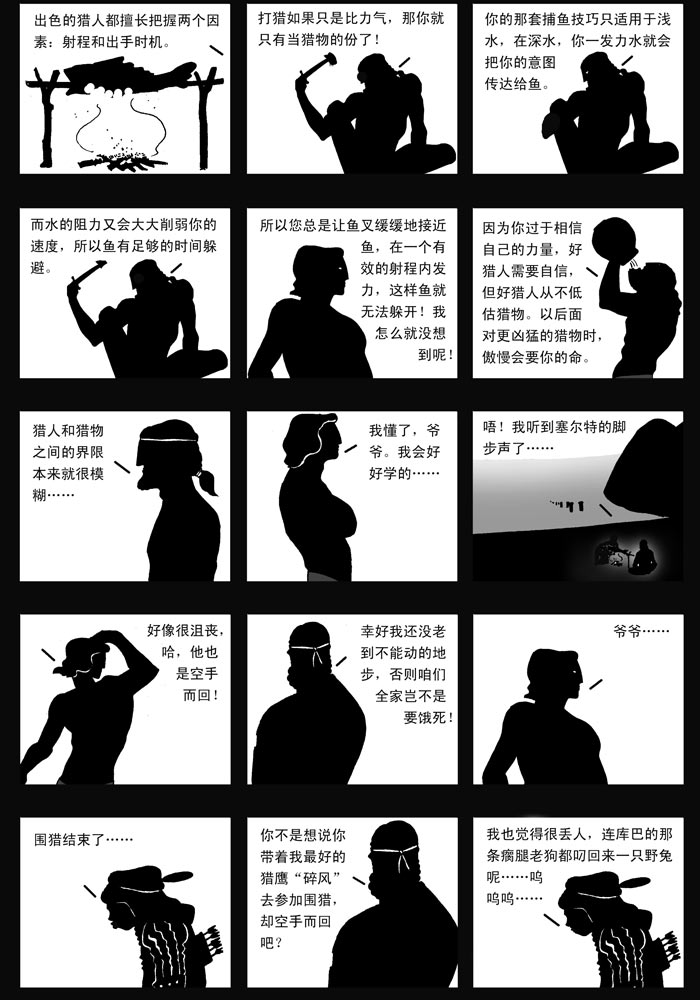 出色的猎人都擅长把握两个因
素：射程和出手时机。
打猎如果只是比力气，那你就
只有当猎物的份了！
你的那套捕鱼技巧只适用于浅
水，在深水，你一发力水就会
把你的意图
传达给鱼。
而水的阻力又会大大削弱你的
速度，所以鱼有足够的时间躲
避。
所以您总是让鱼叉缓缓地接近
鱼，在一个有
效的射程内发
力，这样鱼就
无法躲开！我
怎么就没想
到呢！
因为你过于相信
自己的力量，好
猎人需要自信，
但好猎人从不低
估猎物。以后面
对更凶猛的猎物时，
傲慢会要你的命。
猎人和猎物
之间的界限
本来就很模
糊……
我懂了，爷
爷。我会好
好学的……
唔！我听到塞尔特的脚
步声了……
好像很沮丧，
哈，他也
是空手
而回！
幸好我还没老
到不能动的地
步，否则咱们
全家岂不是
要饿死！
爷爷……
围猎结束了……
你不是想说你
带着我最好的
猎鹰“碎风”
去参加围猎，
却空手而回
吧？
我也觉得很丢人，连库巴的那
条瘸腿老狗都叼回来一只野兔
呢……呜
呜呜……